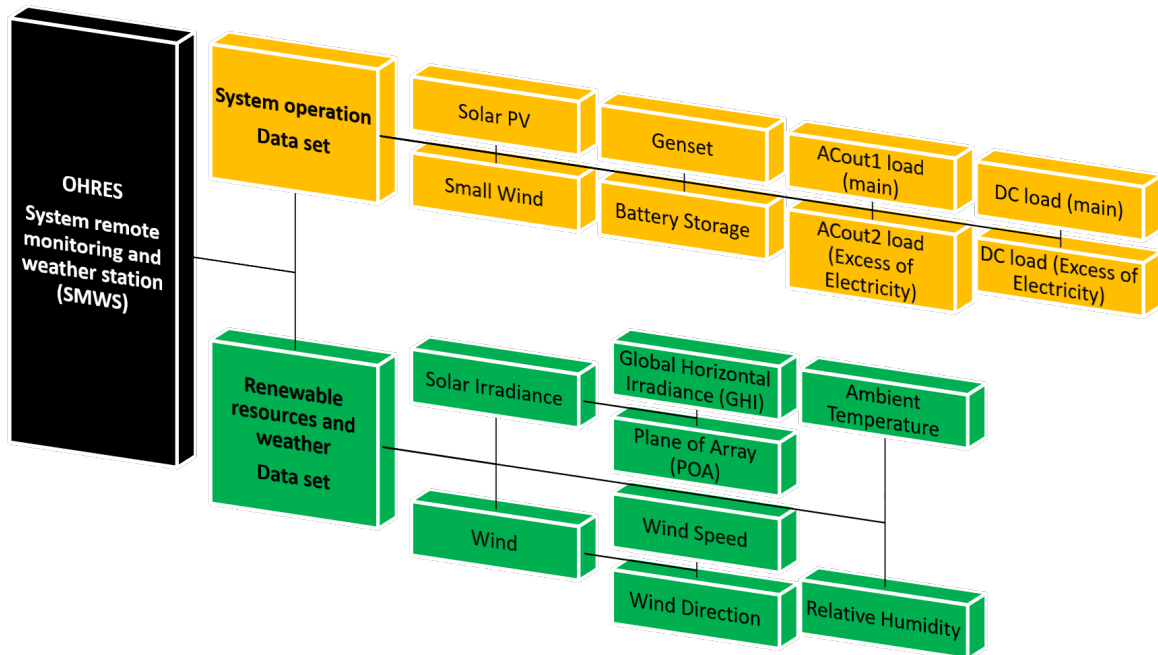 OHRES
System remote
monitoring and
weather station
(SMWS)
System operation
Data set
Solar PV
Small Wind
Genset
Battery Storage
ACout1 load
(main)
ACout2 load
(Excess of
Electricity)
DC load (main)
DC load (Excess of
Electricity)
Renewable
resources and
weather
Data set
Solar Irradiance
Wind
Global Horizontal
Irradiance (GHI)
Plane of Array
(POA)
Wind Speed
Wind Direction
Ambient
Temperature
Relative Humidity